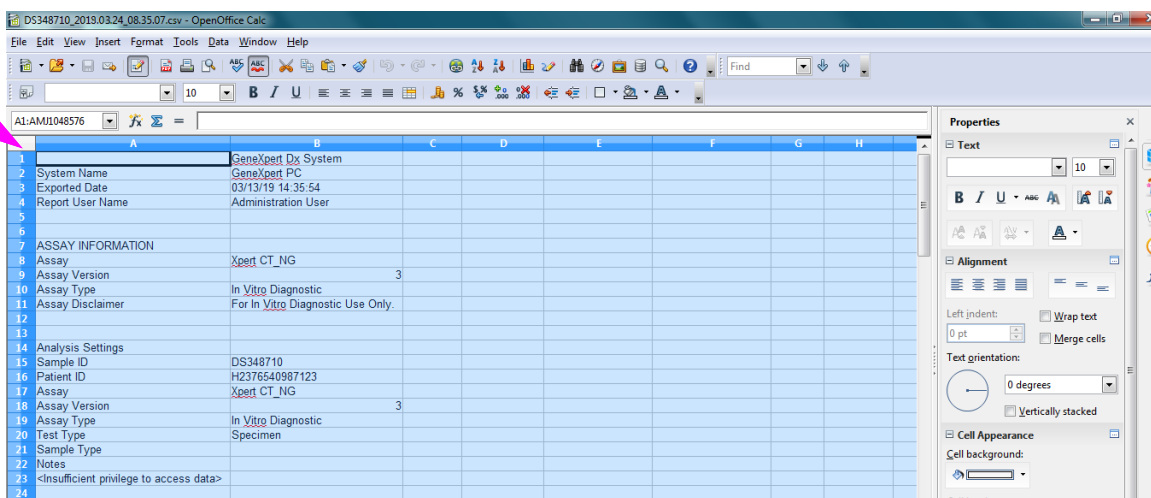 DS348710_2018.03.24_08.35.07.csv - OpenOffice Calc
File Edit View Insert Format Tools Data Window Help
Find
10 B I U
A1:AMJ1048576 =
Properties
A B C D E F G H
Text
1 GeneXpert Dx System
2 System Name GeneXpert PC
10
3 Exported Date 03/13/19 14:35:54
4 Report User Name Administration User
B I U ABC
5
6
7 ASSAY INFORMATION
8 Assay Xpert CT_NG
Alignment
9 Assay Version 3
10 Assay Type In Vitro Diagnostic
11 Assay Disclaimer For In Vitro Diagnostic Use Only.
12
Left indent: Wrap text
13
0 pt Merge cells
14 Analysis Settings
15 Sample ID DS348710
Text orientation:
16 Patient ID H2376540987123
17 Assay Xpert CT_NG
0 degrees
18 Assay Version 3
19 Assay Type In Vitro Diagnostic
Vertically stacked
20 Test Type Specimen
21 Sample Type
Cell Appearance
22 Notes
Cell background:
23 <Insufficient privilege to access data>
24